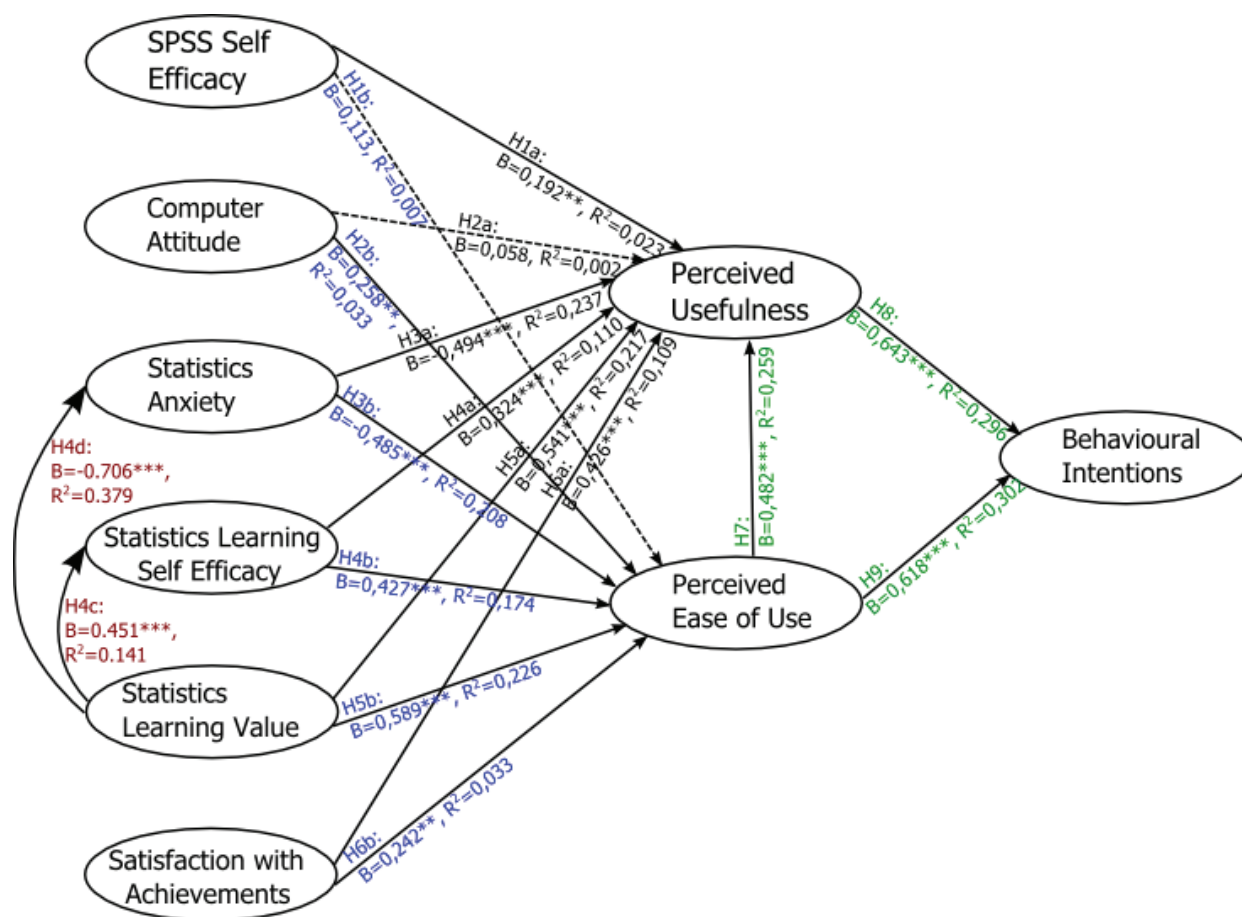 SPSS Self
Efficacy
H1a:
B=0,192**, R²=0,023
H1b:
B=0,113, R²=0,007
Computer
Attitude
H2a:
B=0,058, R²=0,002
H2b:
B=0,258**,
R²=0,033
Perceived
Usefulness
Statistics
Anxiety
H3a:
B=-0,494***, R²=0,237
H3b:
B=-0,485***, R²=0,208
H4a:
B=0,324***, R²=0,110
H5a:
B=0,541***, R²=0,217
H6a:
B=0,426***, R²=0,109
H7:
B=0,482***, R²=0,259
H8:
B=0,643***, R²=0,296
Behavioural
Intentions
H4d:
B=-0.706***,
R²=0.379
Statistics Learning
Self Efficacy
H4b:
B=0,427***, R²=0,174
Perceived
Ease of Use
H9:
B=0,618***, R²=0,302
H4c:
B=0.451***,
R²=0.141
Statistics
Learning Value
H5b:
B=0,589***, R²=0,226
Satisfaction with
Achievements
H6b:
B=0,242**, R²=0,033